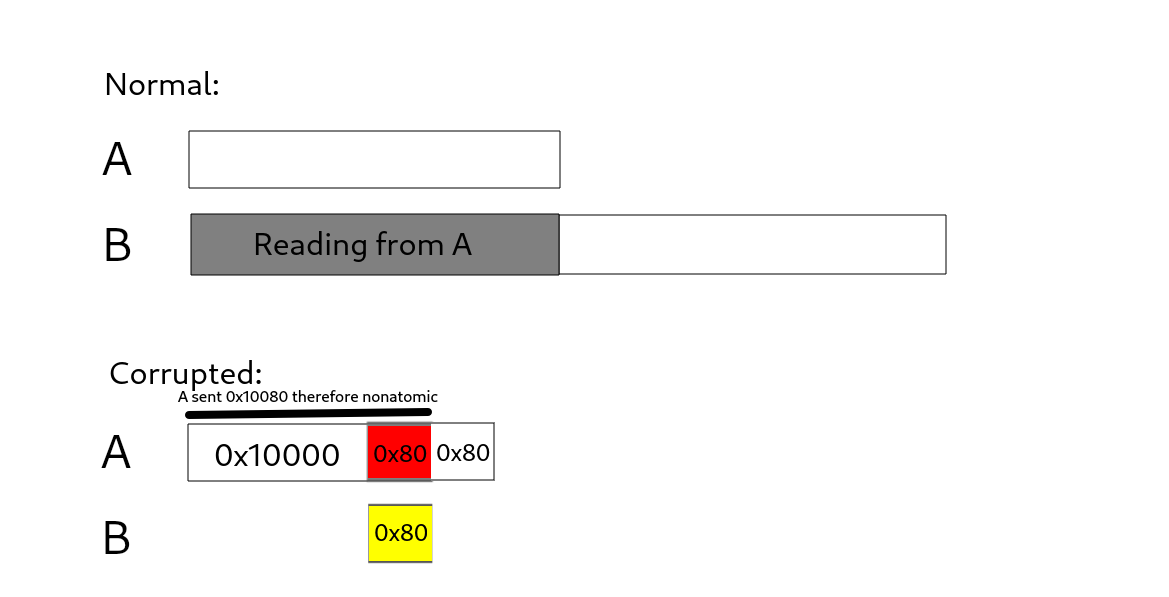 Normal:
A
B Reading from A
Corrupted:
A sent 0x10080 therefore nonatomic
A 0x10000 0x80 0x80
B 0x80